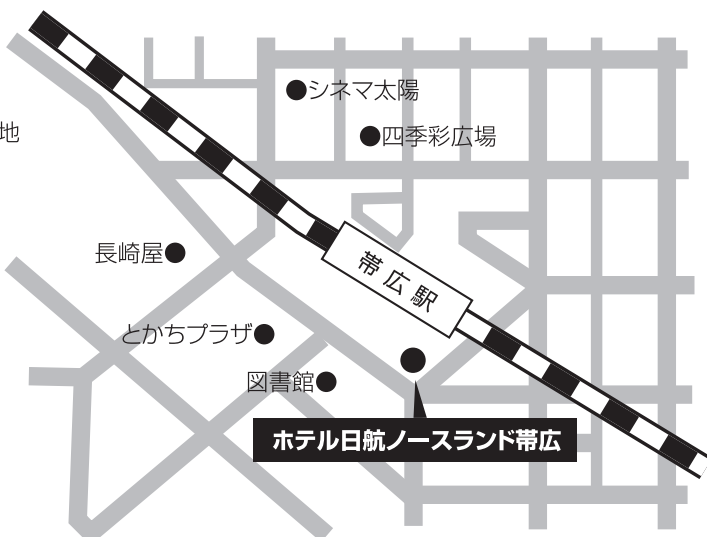 シネマ太陽
四季彩広場
地
長崎屋
帯広駅
とかちプラザ
図書館
ホテル日航ノースランド帯広